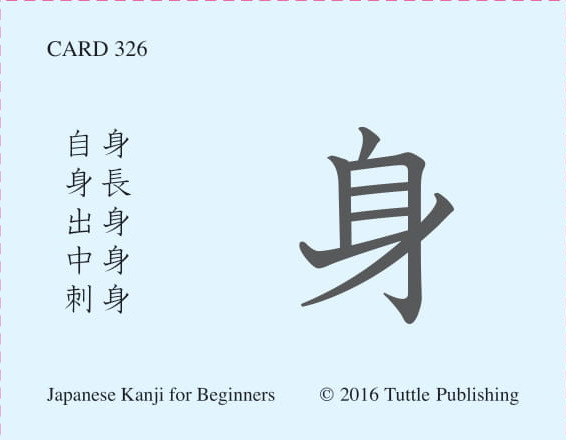 CARD 326
自身
身長
出身
中身
刺身
身
Japanese Kanji for Beginners
© 2016 Tuttle Publishing